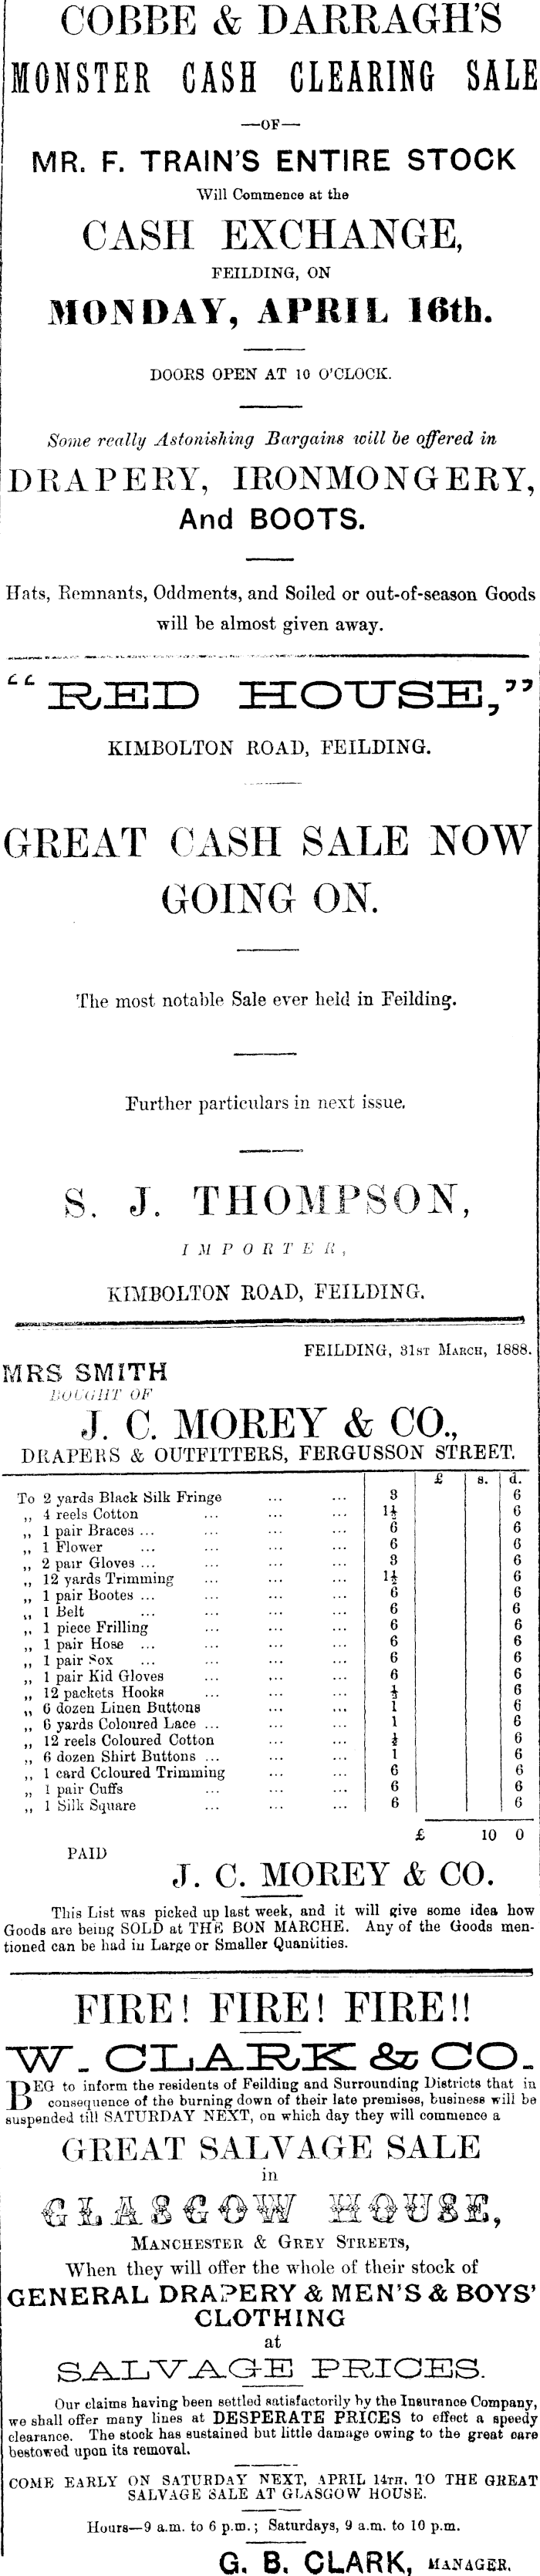 COBBE & DARRAGH'S
MONSTER CASH CLEARING SALE
—OF—
MR. F. TRAIN'S ENTIRE STOCK
Will Commence at the
CASH EXCHANGE,
FEILDING, ON
MONDAY, APRIL 16th.
DOORS OPEN AT 10 O'CLOCK.
Some really Astonishing Bargains will be offered in
DRAPERY, IRONMONGERY,
And BOOTS.
Hats, Remnants, Oddments, and Soiled or out-of-season Goods
will be almost given away.
"RED HOUSE,"
KIMBOLTON ROAD, FEILDING.
GREAT CASH SALE NOW
GOING ON.
The most notable Sale ever held in Feilding.
Further particulars in next issue.
S. J. THOMPSON,
IMPORTER,
KIMBOLTON ROAD, FEILDING.
FEILDING, 31ST MARCH, 1888.
MRS SMITH
BOUGHT OF
J. C. MOREY & CO.,
DRAPERS & OUTFITTERS, FERGUSSON STREET.
£ s. d.
To 2 yards Black Silk Fringe ... ... 3 6
,, 4 reels Cotton ... ... ... 1½ 6
,, 1 pair Braces ... ... ... ... 6 6
,, 1 Flower ... ... ... ... 6 6
,, 2 pair Gloves ... ... ... ... 3 6
,, 12 yards Trimming ... ... ... 1½ 6
,, 1 pair Bootes ... ... ... ... 6 6
,, 1 Belt ... ... ... ... 6 6
,, 1 piece Frilling ... ... ... 6 6
,, 1 pair Hose ... ... ... ... 6 6
,, 1 pair Sox ... ... ... ... 6 6
,, 1 pair Kid Gloves ... ... ... 6 6
,, 12 packets Hooks ... ... ... ½ 6
,, 6 dozen Linen Buttons ... ... 1 6
,, 6 yards Coloured Lace ... ... ... 1 6
,, 12 reels Coloured Cotton ... ... ½ 6
,, 6 dozen Shirt Buttons ... ... ... 1 6
,, 1 card Coloured Trimming ... ... 6 6
,, 1 pair Cuffs ... ... ... 6 6
,, 1 Silk Square ... ... ... 6 6
£ 10 0
PAID
J. C. MOREY & CO.
This List was picked up last week, and it will give some idea how
Goods are being SOLD at THE BON MARCHE. Any of the Goods men-
tioned can be had in Large or Smaller Quantities.
FIRE! FIRE! FIRE!!
W. CLARK & CO.
BEG to inform the residents of Feilding and Surrounding Districts that in
consequence of the burning down of their late premises, business will be
suspended till SATURDAY NEXT, on which day they will commence a
GREAT SALVAGE SALE
in
GLASGOW HOUSE,
MANCHESTER & GREY STREETS,
When they will offer the whole of their stock of
GENERAL DRAPERY & MEN'S & BOYS'
CLOTHING
at
SALVAGE PRICES.
Our claims having been settled satisfactorily by the Insurance Company,
we shall offer many lines at DESPERATE PRICES to effect a speedy
clearance. The stock has sustained but little damage owing to the great care
bestowed upon its removal.
COME EARLY ON SATURDAY NEXT, APRIL 14TH, TO THE GREAT
SALVAGE SALE AT GLASGOW HOUSE.
Hours—9 a.m. to 6 p.m.; Saturdays, 9 a.m. to 10 p.m.
G. B. CLARK, MANAGER.